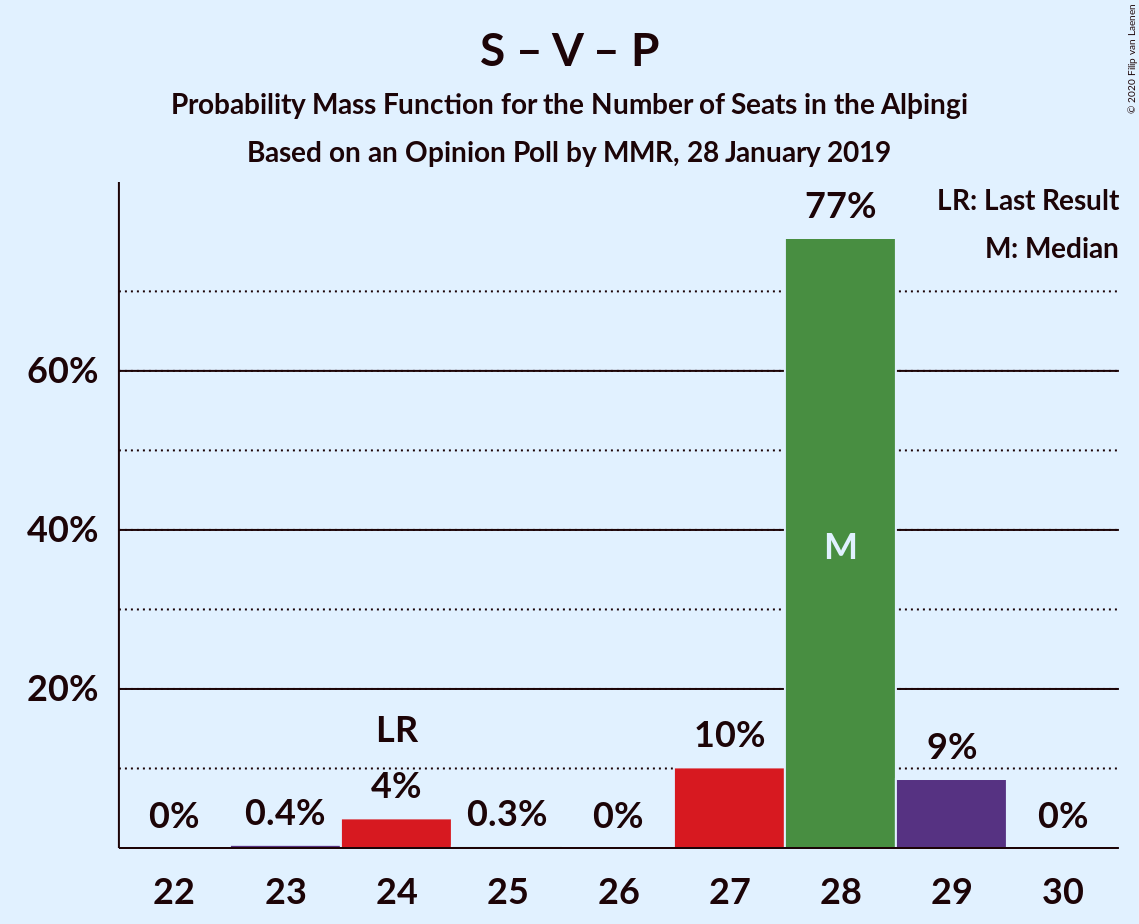 S – V – P
Probability Mass Function for the Number of Seats in the Alþingi
Based on an Opinion Poll by MMR, 28 January 2019
© 2020 Filip van Laenen
LR: Last Result
M: Median
77%
60%
40%
M
20%
LR
10%
9%
4%
0%
0.4%
0.3%
0%
0%
22
23
24
25
26
27
28
29
30